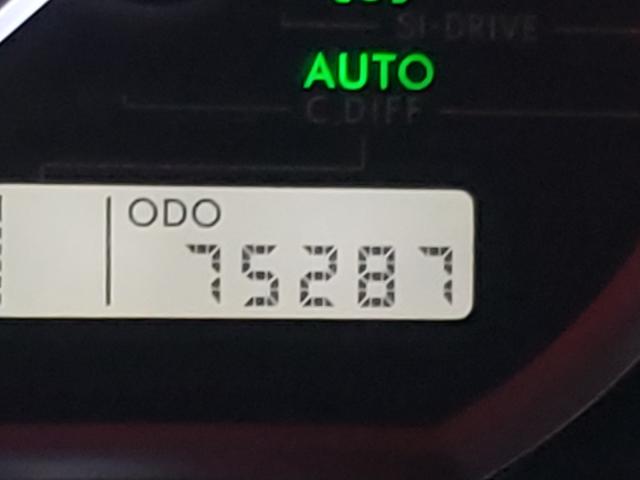 SI-DRIVE
AUTO
C.DIFF
ODO
75287